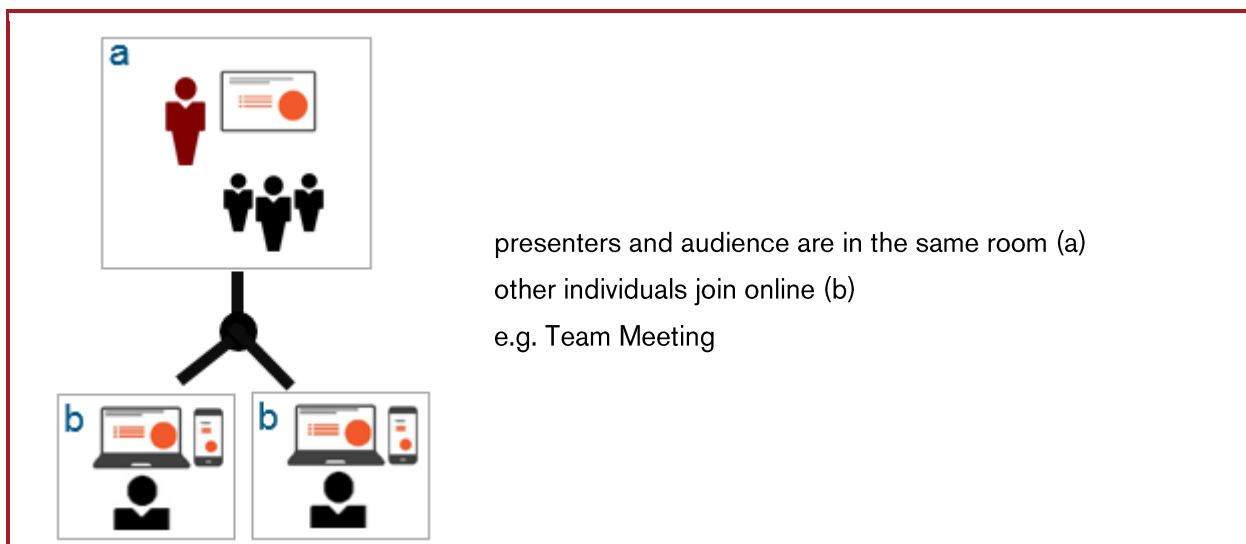 a
presenters and audience are in the same room (a)
other individuals join online (b)
e.g. Team Meeting
b
b